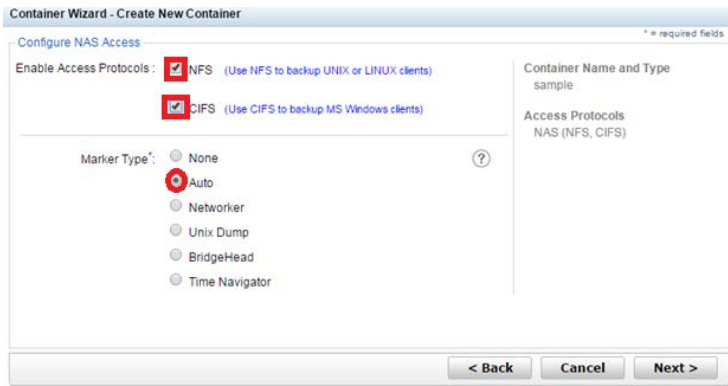 Container Wizard - Create New Container
* = required fields
Configure NAS Access
Enable Access Protocols : NFS (Use NFS to backup UNIX or LINUX clients)
CIFS (Use CIFS to backup MS Windows clients)
Marker Type*: None ?
Auto
Networker
Unix Dump
BridgeHead
Time Navigator
Container Name and Type
sample
Access Protocols
NAS (NFS, CIFS)
< Back Cancel Next >